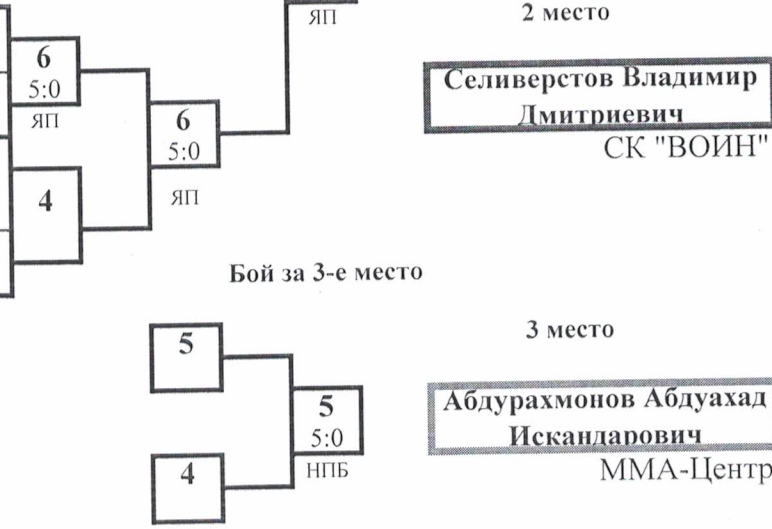 ЯП
2 место
6
5:0
ЯП
Селиверстов Владимир
Дмитриевич
СК "ВОИН"
6
5:0
ЯП
4
Бой за 3-е место
5
3 место
5
5:0
НПБ
Абдурахмонов Абдуахад
Искандарович
ММА-Центр
4